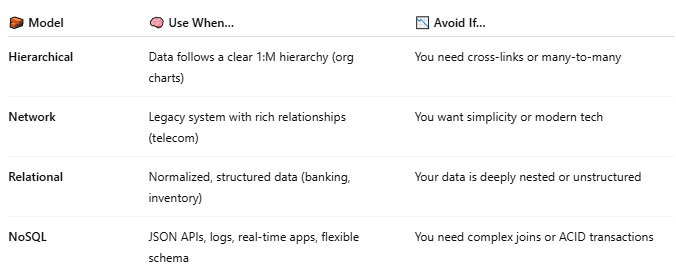 Model Use When... Avoid If...
Hierarchical Data follows a clear 1:M hierarchy (org You need cross-links or many-to-many
charts)
Network Legacy system with rich relationships You want simplicity or modern tech
(telecom)
Relational Normalized, structured data (banking, Your data is deeply nested or unstructured
inventory)
NoSQL JSON APIs, logs, real-time apps, flexible You need complex joins or ACID transactions
schema